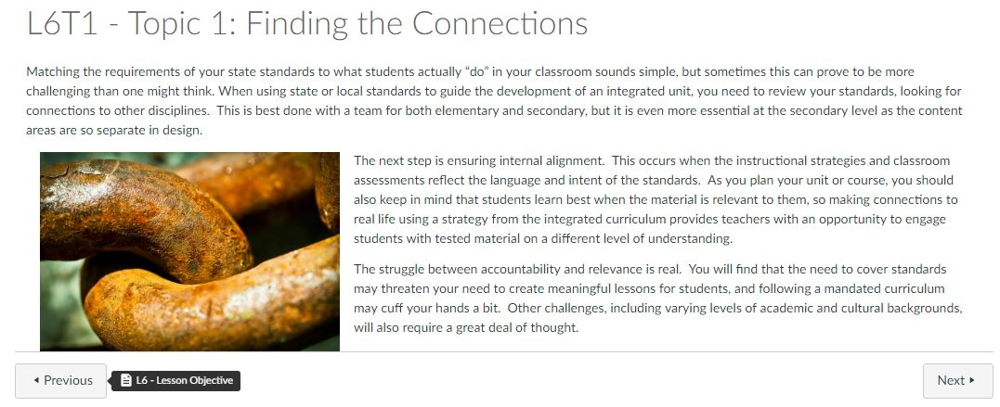 L6T1 - Topic 1: Finding the Connections
Matching the requirements of your state standards to what students actually “do” in your classroom sounds simple, but sometimes this can prove to be more
challenging than one might think. When using state or local standards to guide the development of an integrated unit, you need to review your standards, looking for
connections to other disciplines.  This is best done with a team for both elementary and secondary, but it is even more essential at the secondary level as the content
areas are so separate in design.
The next step is ensuring internal alignment.  This occurs when the instructional strategies and classroom
assessments reflect the language and intent of the standards.  As you plan your unit or course, you should
also keep in mind that students learn best when the material is relevant to them, so making connections to
real life using a strategy from the integrated curriculum provides teachers with an opportunity to engage
students with tested material on a different level of understanding.
The struggle between accountability and relevance is real.  You will find that the need to cover standards
may threaten your need to create meaningful lessons for students, and following a mandated curriculum
may cuff your hands a bit.  Other challenges, including varying levels of academic and cultural backgrounds,
will also require a great deal of thought.
Previous
L6 - Lesson Objective
Next